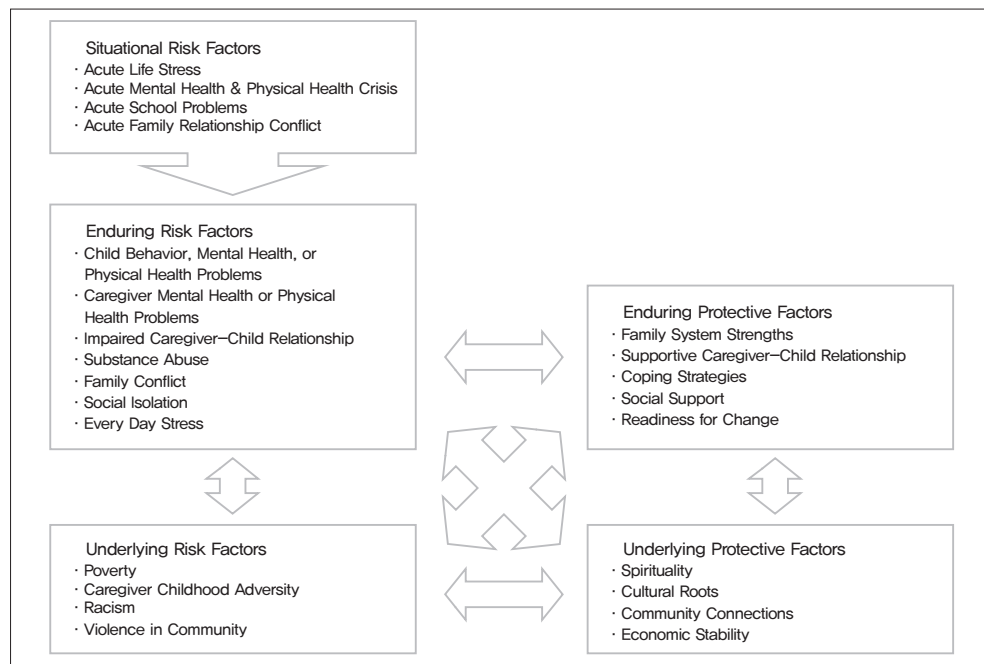 Situational Risk Factors
· Acute Life Stress
· Acute Mental Health & Physical Health Crisis
· Acute School Problems
· Acute Family Relationship Conflict
Enduring Risk Factors
· Child Behavior, Mental Health, or
Physical Health Problems
· Caregiver Mental Health or Physical
Health Problems
· Impaired Caregiver-Child Relationship
· Substance Abuse
· Family Conflict
· Social Isolation
· Every Day Stress
Enduring Protective Factors
· Family System Strengths
· Supportive Caregiver-Child Relationship
· Coping Strategies
· Social Support
· Readiness for Change
Underlying Risk Factors
· Poverty
· Caregiver Childhood Adversity
· Racism
· Violence in Community
Underlying Protective Factors
· Spirituality
· Cultural Roots
· Community Connections
· Economic Stability